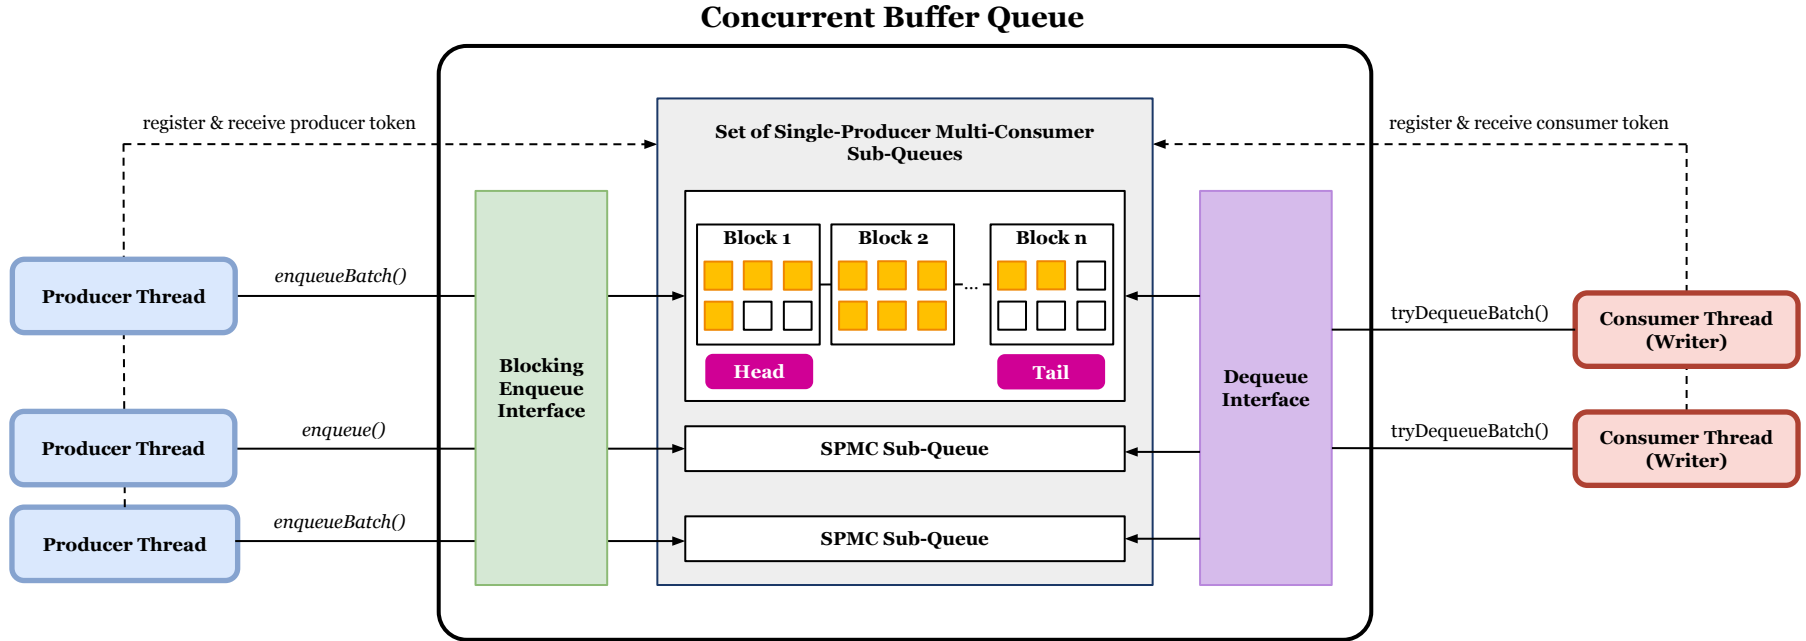 Concurrent Buffer Queue
register & receive producer token
register & receive consumer token
Set of Single-Producer Multi-Consumer
Sub-Queues
Block 1
Block 2
...
Block n
Head
Tail
Producer Thread
enqueueBatch()
Producer Thread
enqueue()
Producer Thread
enqueueBatch()
Blocking
Enqueue
Interface
SPMC Sub-Queue
SPMC Sub-Queue
Dequeue
Interface
tryDequeueBatch()
Consumer Thread
(Writer)
tryDequeueBatch()
Consumer Thread
(Writer)